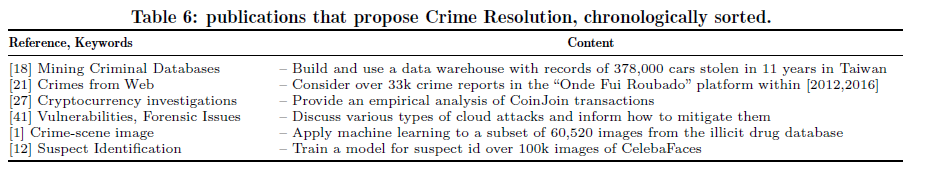 Table 6: publications that propose Crime Resolution, chronologically sorted.
Reference, Keywords Content
[18] Mining Criminal Databases – Build and use a data warehouse with records of 378,000 cars stolen in 11 years in Taiwan
[21] Crimes from Web – Consider over 33k crime reports in the “Onde Fui Roubado” platform within [2012,2016]
[27] Cryptocurrency investigations – Provide an empirical analysis of CoinJoin transactions
[41] Vulnerabilities, Forensic Issues – Discuss various types of cloud attacks and inform how to mitigate them
[1] Crime-scene image – Apply machine learning to a subset of 60,520 images from the illicit drug database
[12] Suspect Identification – Train a model for suspect id over 100k images of CelebaFaces